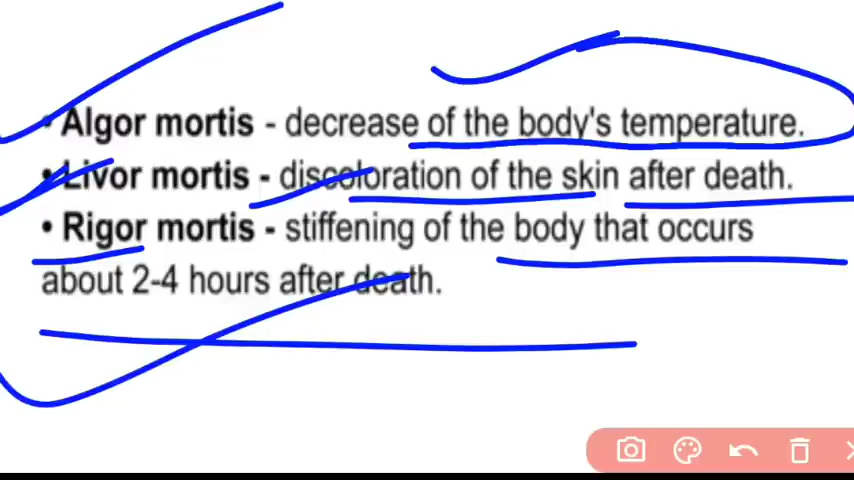 • Algor mortis - decrease of the body's temperature.
• Livor mortis - discoloration of the skin after death.
• Rigor mortis - stiffening of the body that occurs
about 2-4 hours after death.